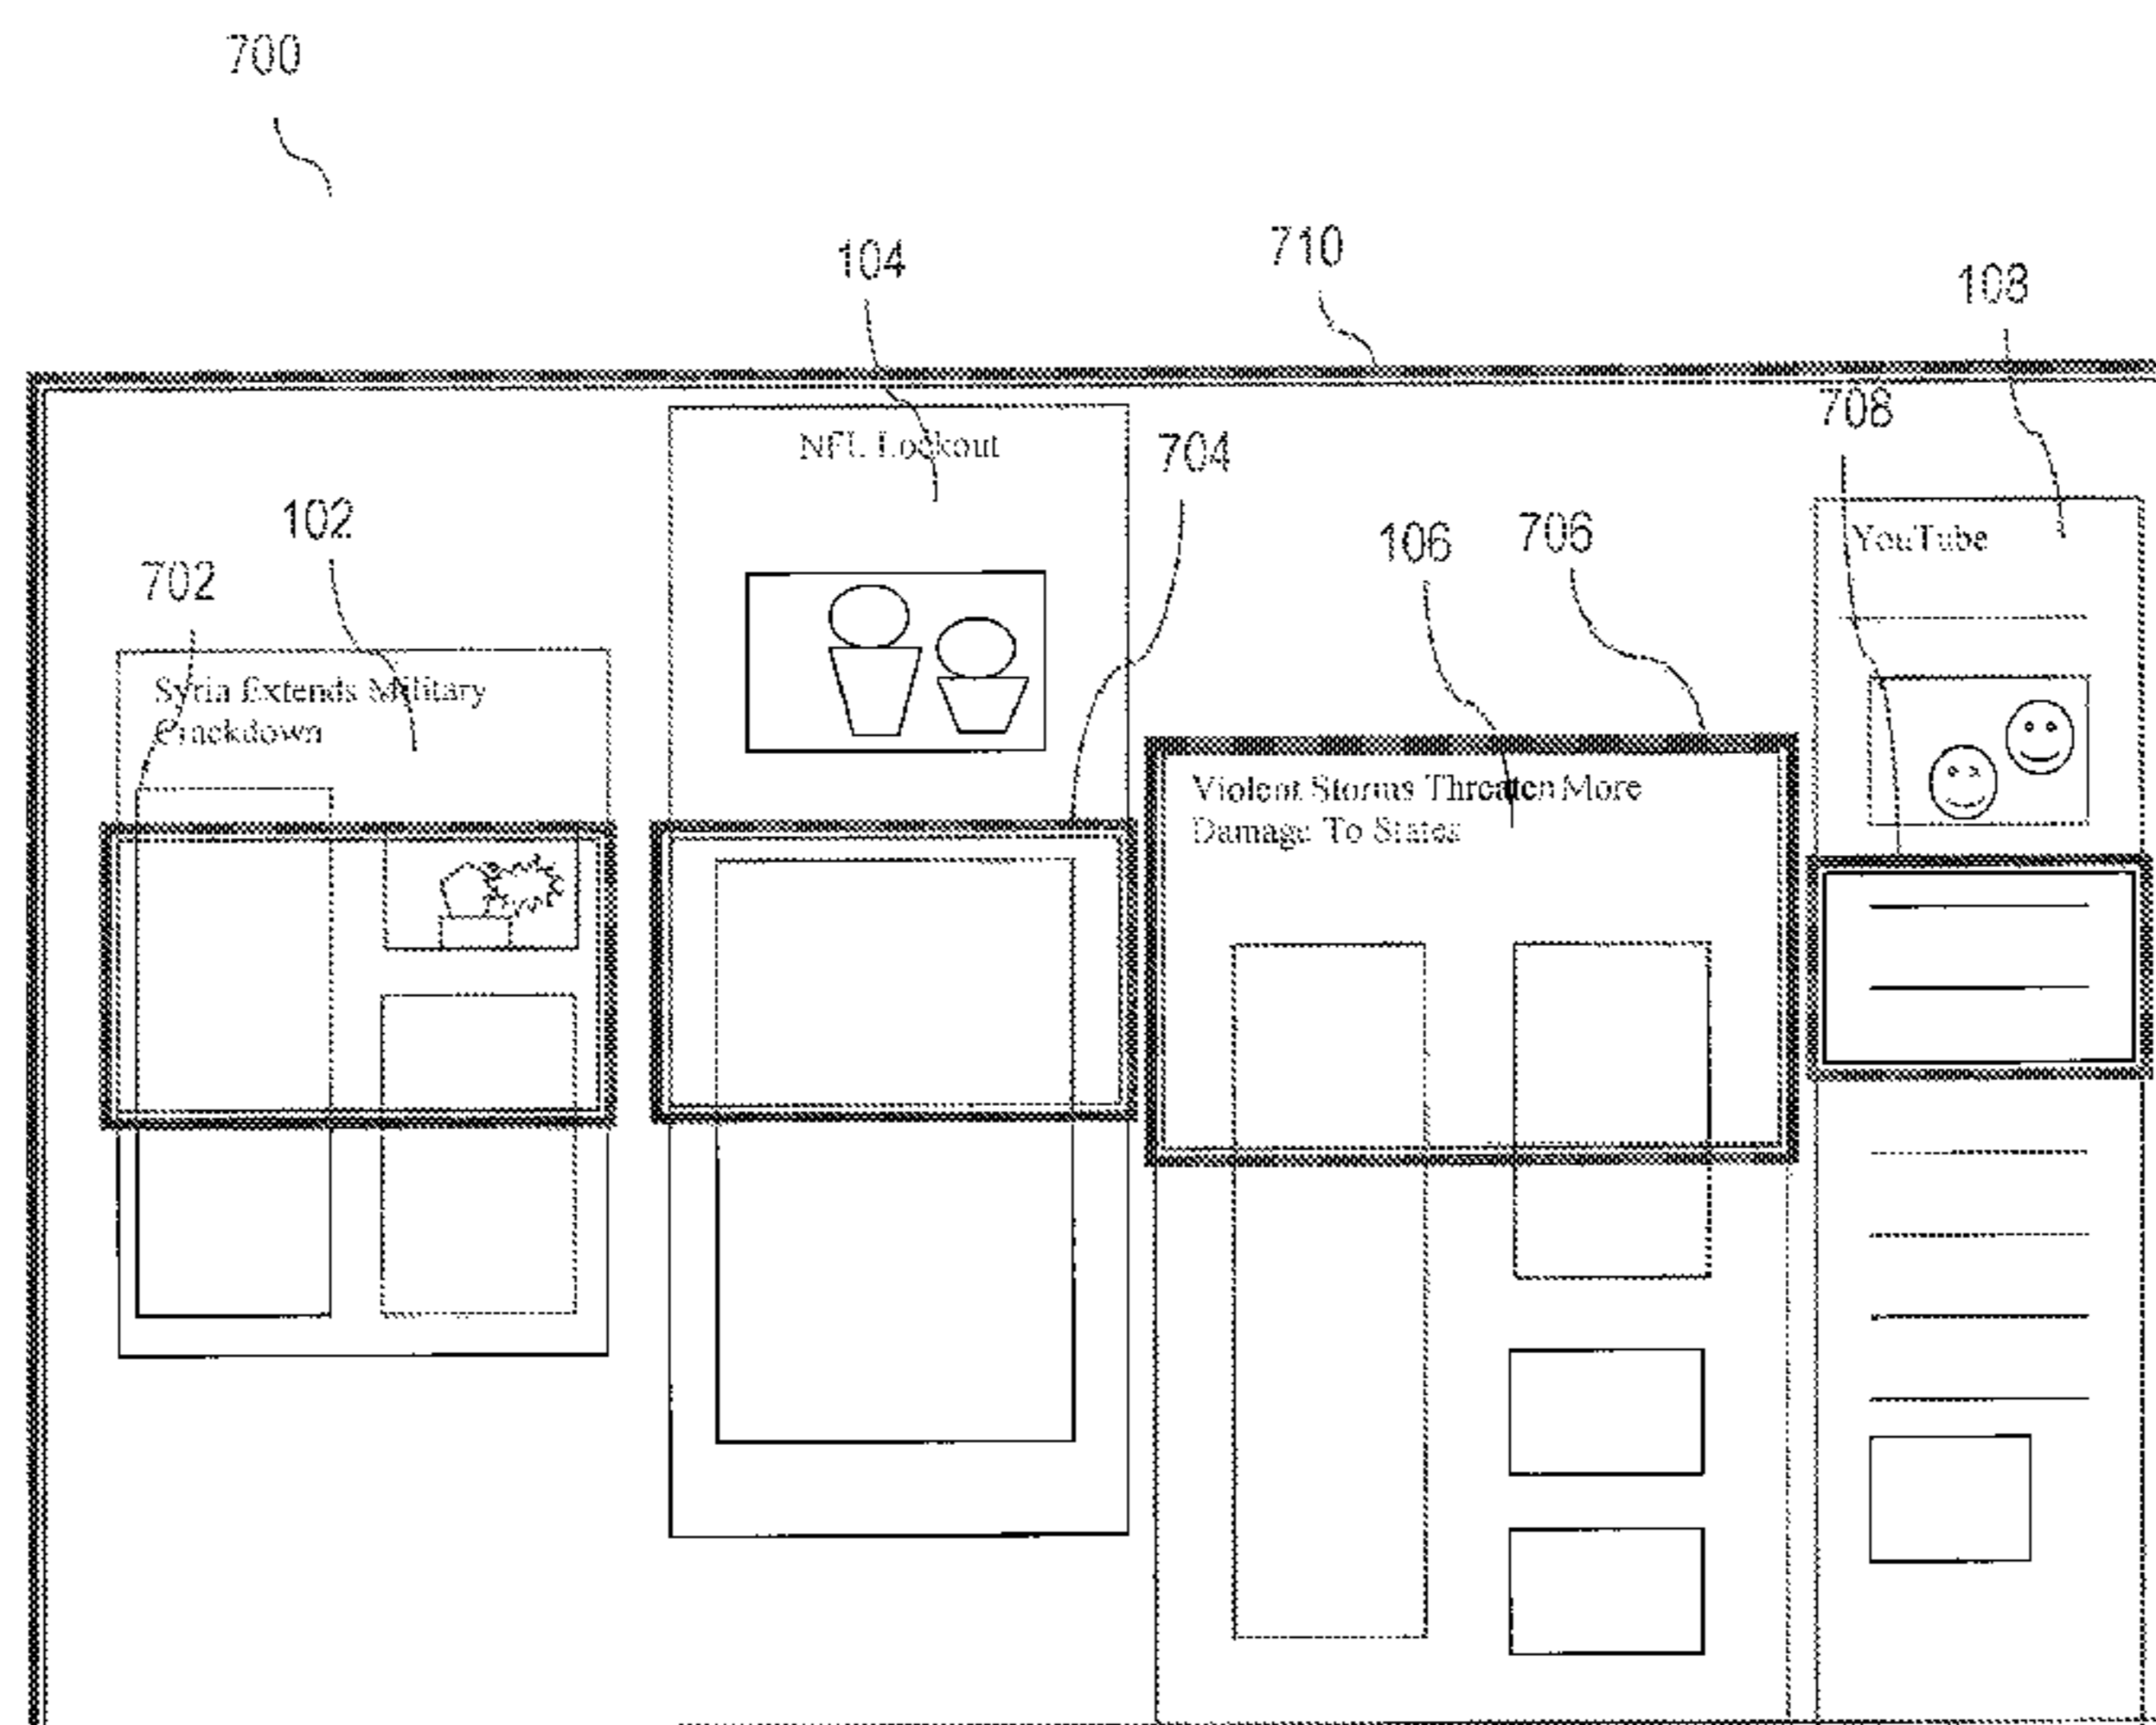 700
104
710
108
708
NFL Lockout
704
102
106
706
YouTube
702
Syria Extends Military
Crackdown
Violent Storms Threaten More
Damage To States